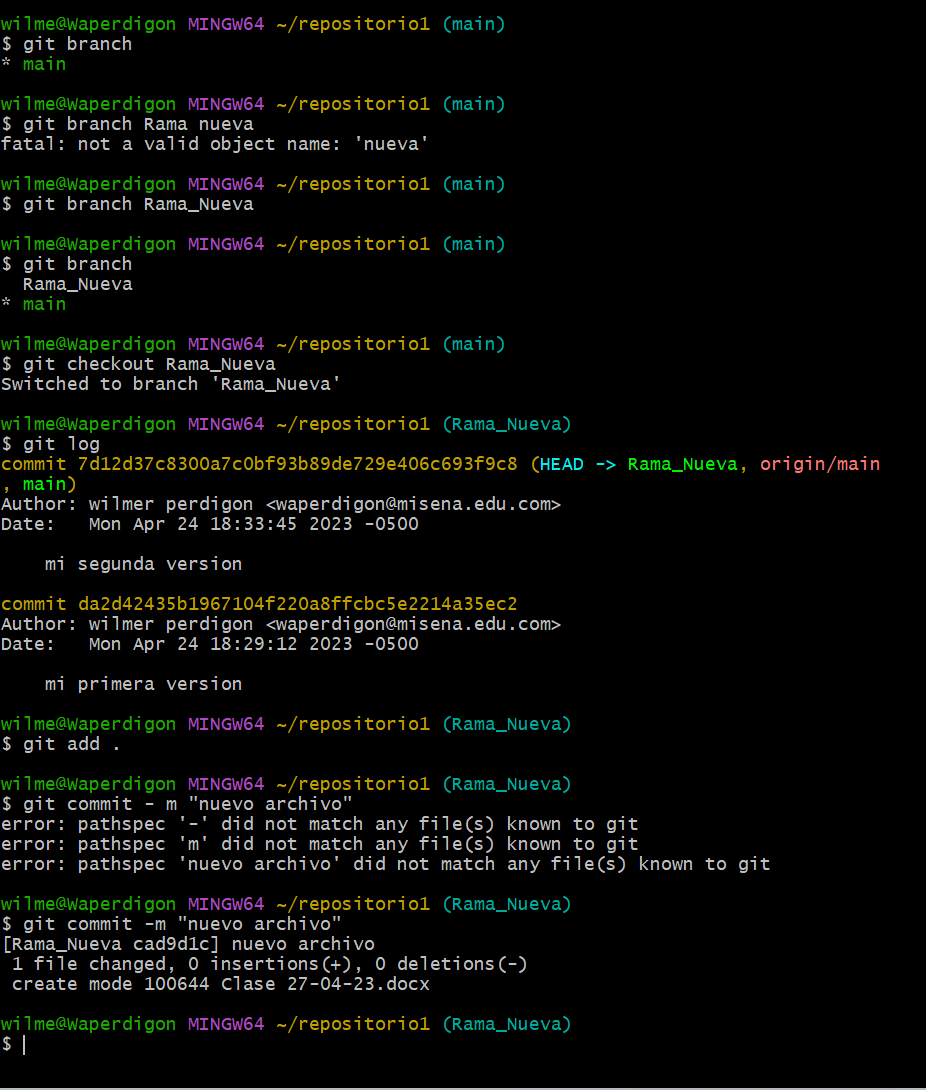 wilme@Waperdigon MINGW64 ~/repositorio1 (main)
$ git branch
* main
wilme@Waperdigon MINGW64 ~/repositorio1 (main)
$ git branch Rama nueva
fatal: not a valid object name: 'nueva'
wilme@Waperdigon MINGW64 ~/repositorio1 (main)
$ git branch Rama_Nueva
wilme@Waperdigon MINGW64 ~/repositorio1 (main)
$ git branch
  Rama_Nueva
* main
wilme@Waperdigon MINGW64 ~/repositorio1 (main)
$ git checkout Rama_Nueva
Switched to branch 'Rama_Nueva'
wilme@Waperdigon MINGW64 ~/repositorio1 (Rama_Nueva)
$ git log
commit 7d12d37c8300a7c0bf93b89de729e406c693f9c8 (HEAD -> Rama_Nueva, origin/main
, main)
Author: wilmer perdigon <waperdigon@misena.edu.com>
Date:   Mon Apr 24 18:33:45 2023 -0500
    mi segunda version
commit da2d42435b1967104f220a8ffcbc5e2214a35ec2
Author: wilmer perdigon <waperdigon@misena.edu.com>
Date:   Mon Apr 24 18:29:12 2023 -0500
    mi primera version
wilme@Waperdigon MINGW64 ~/repositorio1 (Rama_Nueva)
$ git add .
wilme@Waperdigon MINGW64 ~/repositorio1 (Rama_Nueva)
$ git commit - m "nuevo archivo"
error: pathspec '-' did not match any file(s) known to git
error: pathspec 'm' did not match any file(s) known to git
error: pathspec 'nuevo archivo' did not match any file(s) known to git
wilme@Waperdigon MINGW64 ~/repositorio1 (Rama_Nueva)
$ git commit -m "nuevo archivo"
[Rama_Nueva cad9d1c] nuevo archivo
 1 file changed, 0 insertions(+), 0 deletions(-)
 create mode 100644 Clase 27-04-23.docx
wilme@Waperdigon MINGW64 ~/repositorio1 (Rama_Nueva)
$